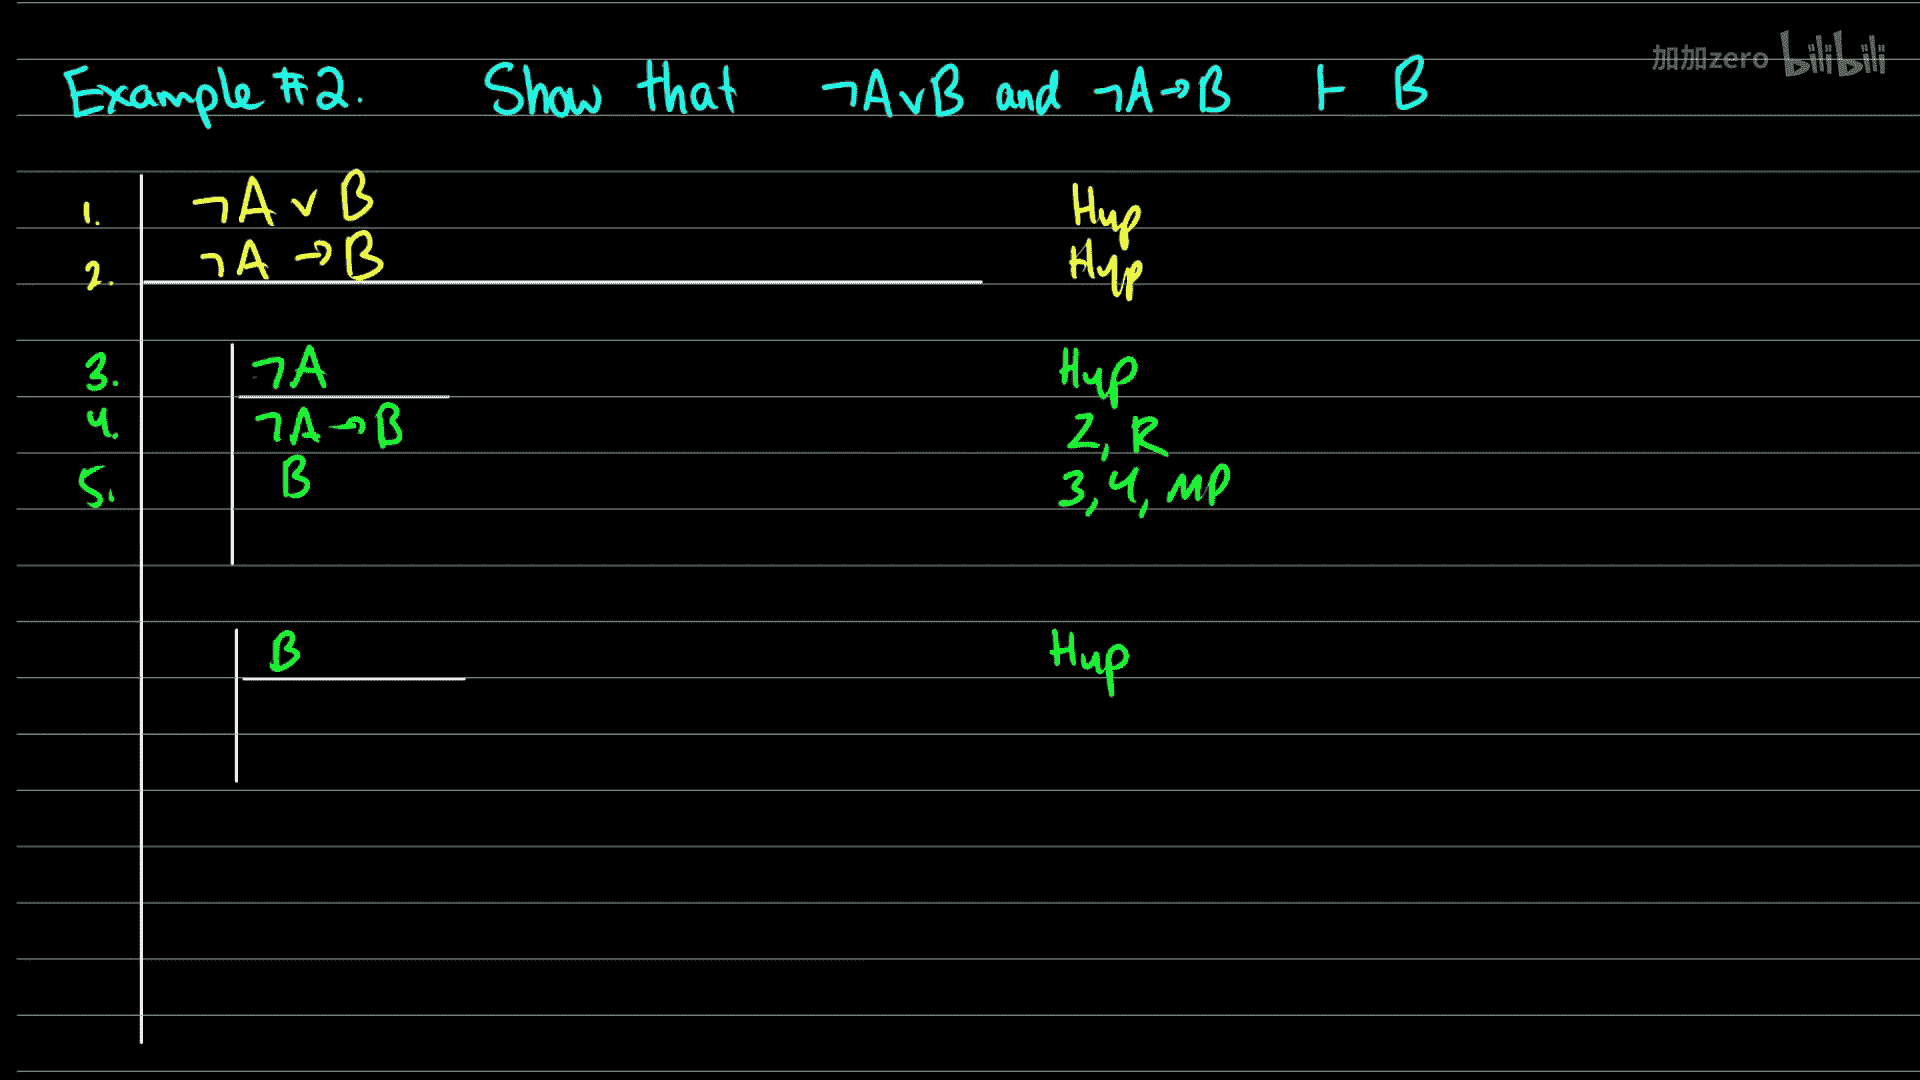 加加zero bilibili
Example #2. Show that ¬A∨B and ¬A→B ⊢ B
1. ¬A∨B Hyp
2. ¬A→B Hyp
3. ¬A Hyp
4. ¬A→B 2, R
5. B 3,4, MP
B Hyp